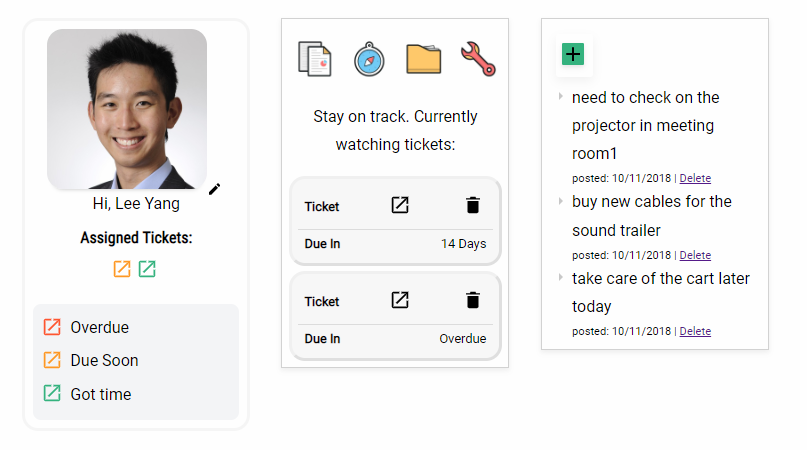 Hi, Lee Yang
Assigned Tickets:
Overdue
Due Soon
Got time
Stay on track. Currently
watching tickets:
Ticket
Due In 14 Days
Ticket
Due In Overdue
need to check on the
projector in meeting
room1
posted: 10/11/2018 | Delete
buy new cables for the
sound trailer
posted: 10/11/2018 | Delete
take care of the cart later
today
posted: 10/11/2018 | Delete